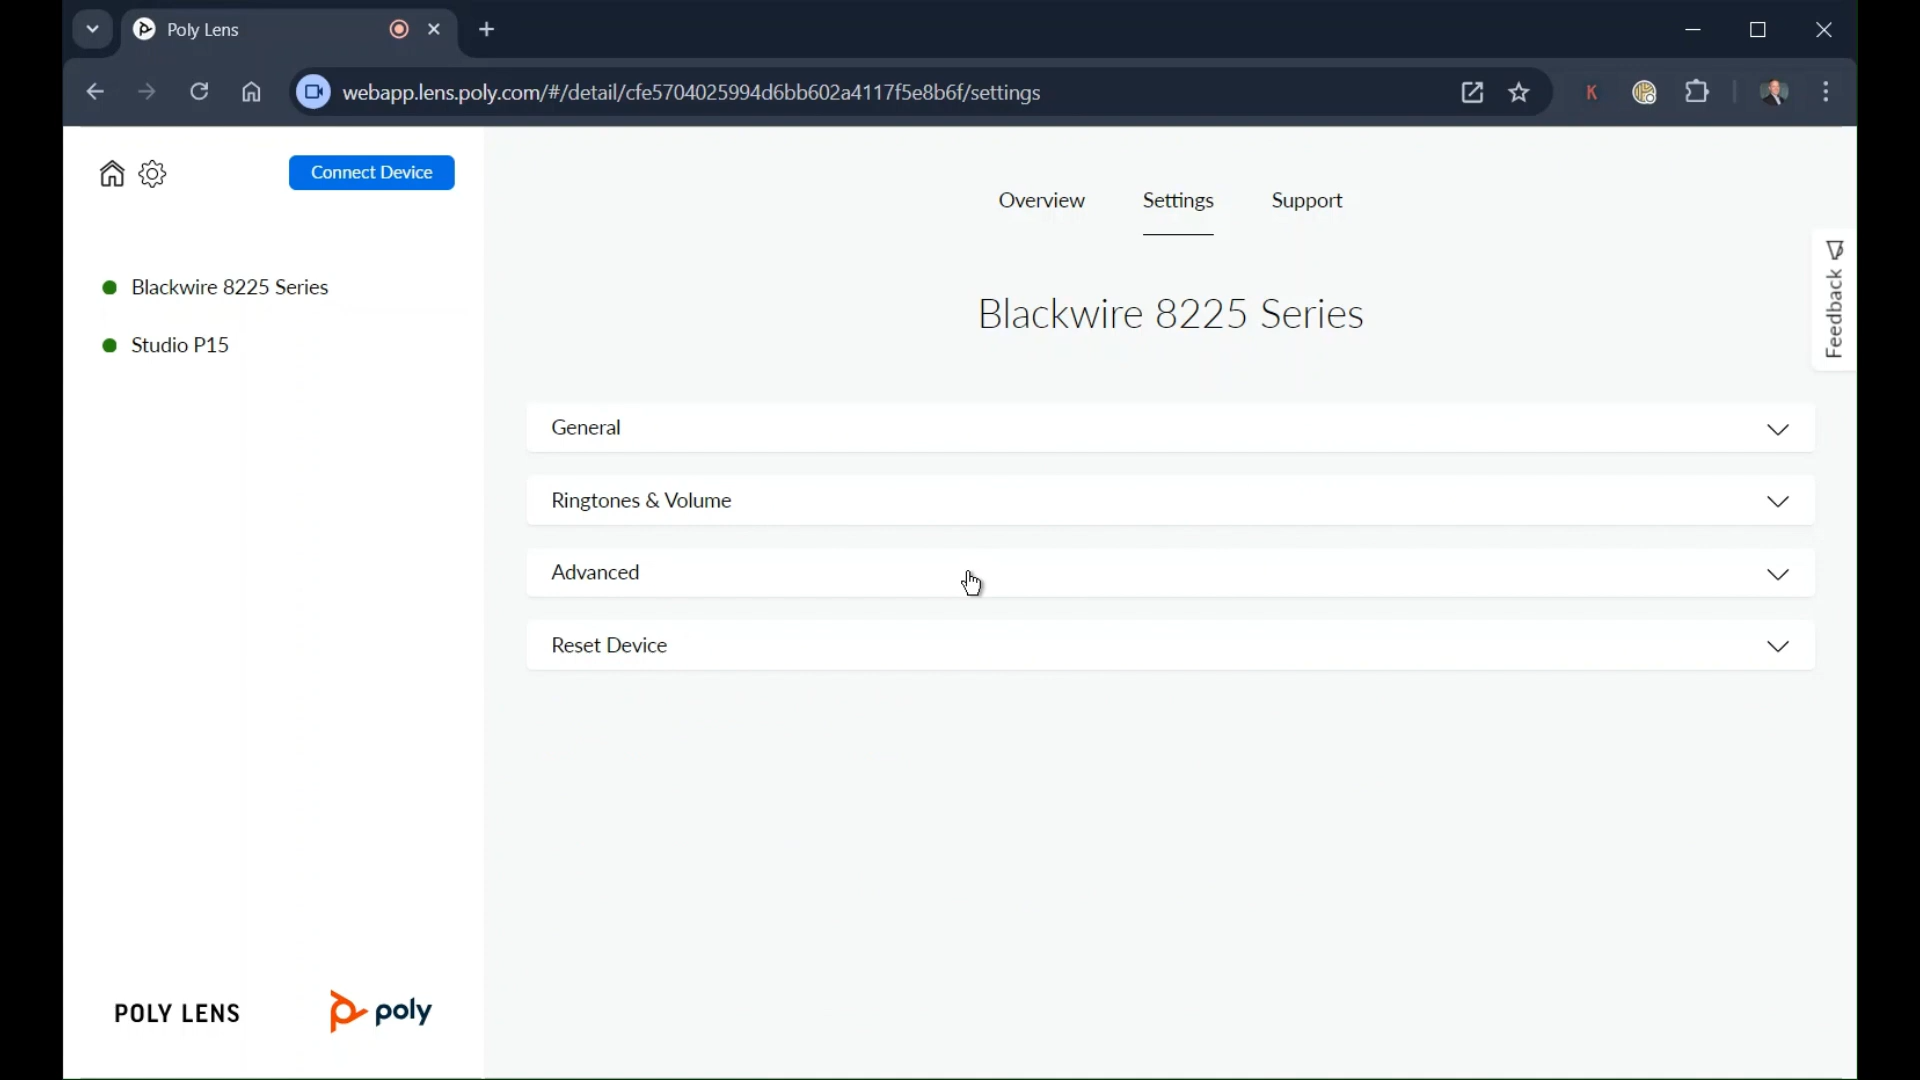 Poly Lens
webapp.lens.poly.com/#/detail/cfe5704025994d6bb602a4117f5e8b6f/settings
K
Connect Device
Overview
Settings
Support
Feedback
Blackwire 8225 Series
Studio P15
Blackwire 8225 Series
General
Ringtones & Volume
Advanced
Reset Device
POLY LENS
poly